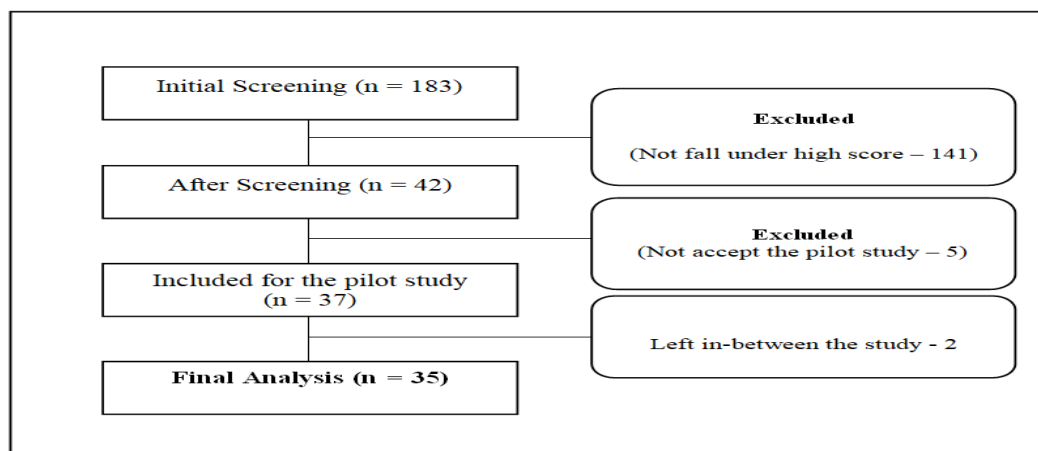 Initial Screening (n = 183)
Excluded
(Not fall under high score – 141)
After Screening (n = 42)
Excluded
(Not accept the pilot study – 5)
Included for the pilot study
(n = 37)
Left in-between the study - 2
Final Analysis (n = 35)